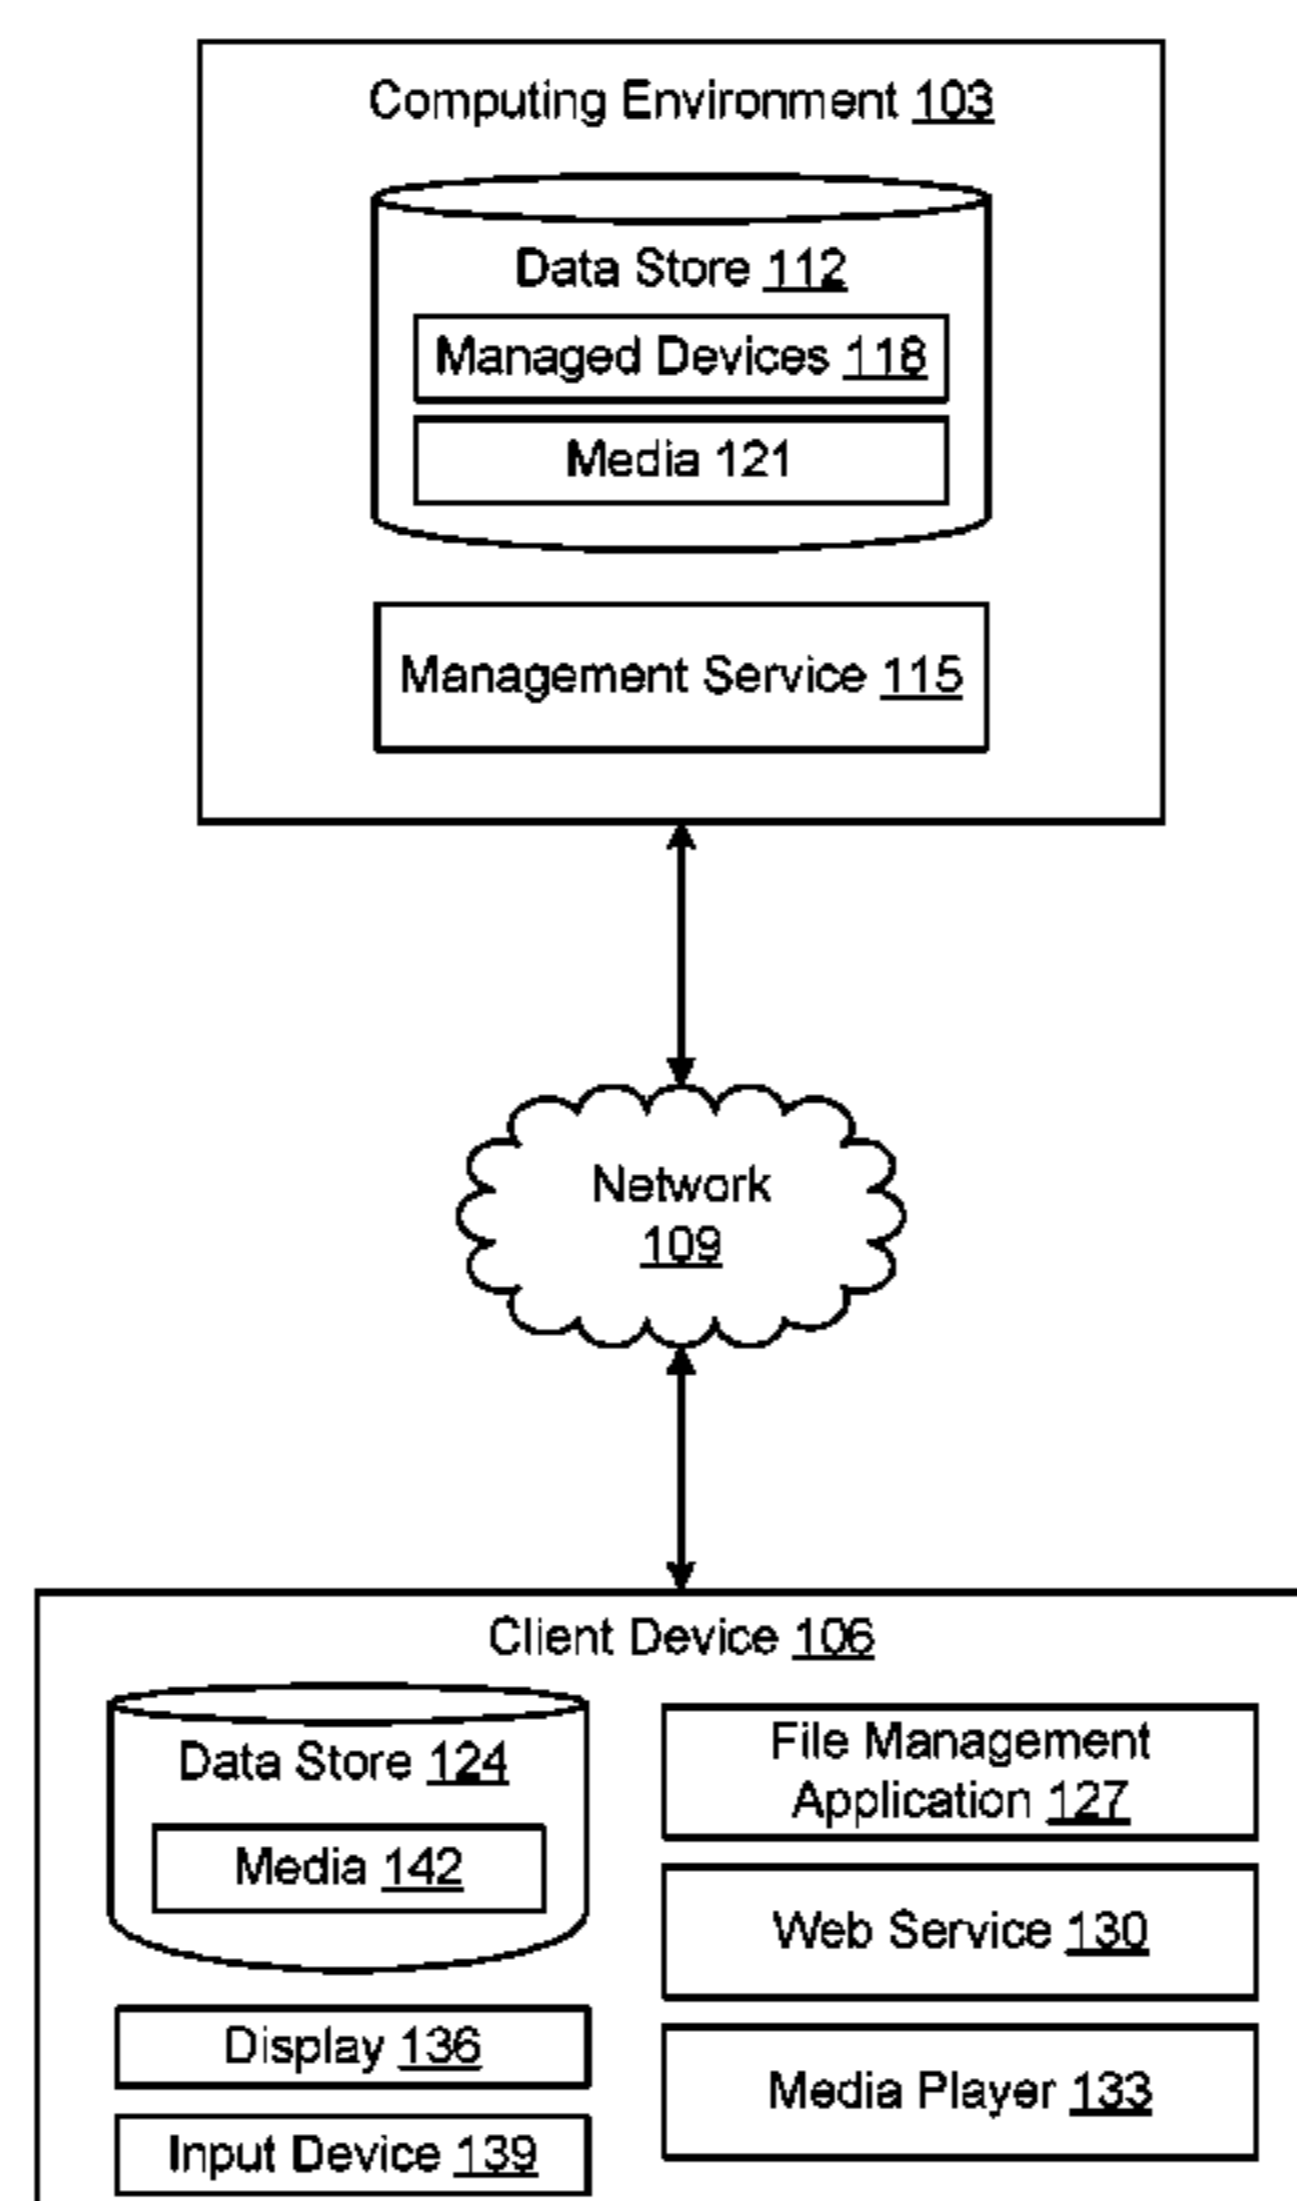 Computing Environment 103
Data Store 112
Managed Devices 118
Media 121
Management Service 115
Network
109
Client Device 106
Data Store 124
Media 142
Display 136
Input Device 139
File Management
Application 127
Web Service 130
Media Player 133